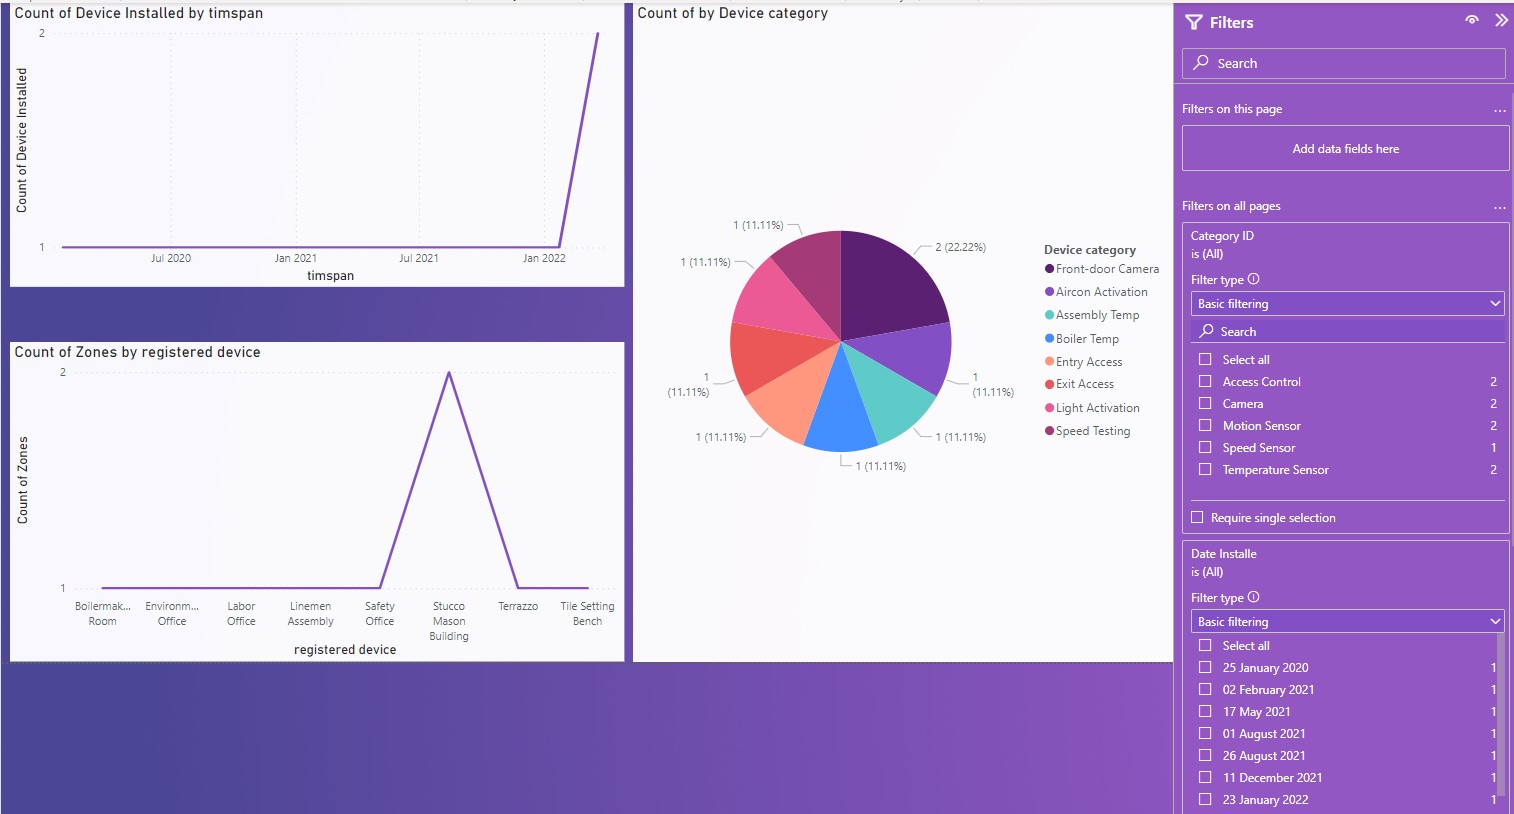 Count of Device Installed by timspan
2
Count of Device Installed
1
Jul 2020
Jan 2021
Jul 2021
Jan 2022
timspan
Count of Zones by registered device
2
Count of Zones
1
Boilermak...
Room
Environm...
Office
Labor
Office
Linemen
Assembly
Safety
Office
Stucco
Mason
Building
Terrazzo
Tile Setting
Bench
registered device
Count of by Device category
1 (11.11%)
2 (22.22%)
1 (11.11%)
1
(11.11%)
1
(11.11%)
1 (11.11%)
1 (11.11%)
1 (11.11%)
Device category
Front-door Camera
Aircon Activation
Assembly Temp
Boiler Temp
Entry Access
Exit Access
Light Activation
Speed Testing
Filters
Search
Filters on this page
...
Add data fields here
Filters on all pages
...
Category ID
is (All)
Filter type
Basic filtering
Search
Select all
Access Control 2
Camera 2
Motion Sensor 2
Speed Sensor 1
Temperature Sensor 2
Require single selection
Date Installe
is (All)
Filter type
Basic filtering
Select all
25 January 2020 1
02 February 2021 1
17 May 2021 1
01 August 2021 1
26 August 2021 1
11 December 2021 1
23 January 2022 1